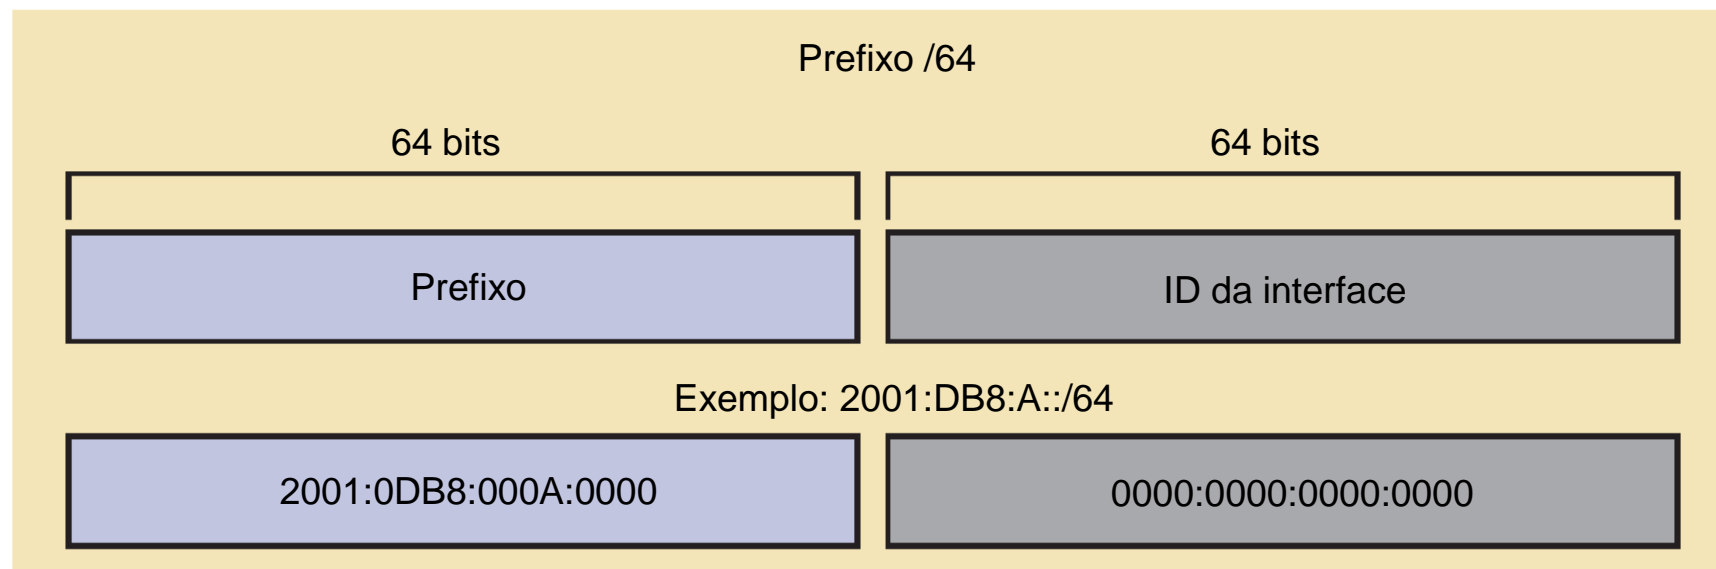 Prefixo /64
64 bits
64 bits
Prefixo
ID da interface
Exemplo: 2001:DB8:A::/64
2001:0DB8:000A:0000
0000:0000:0000:0000